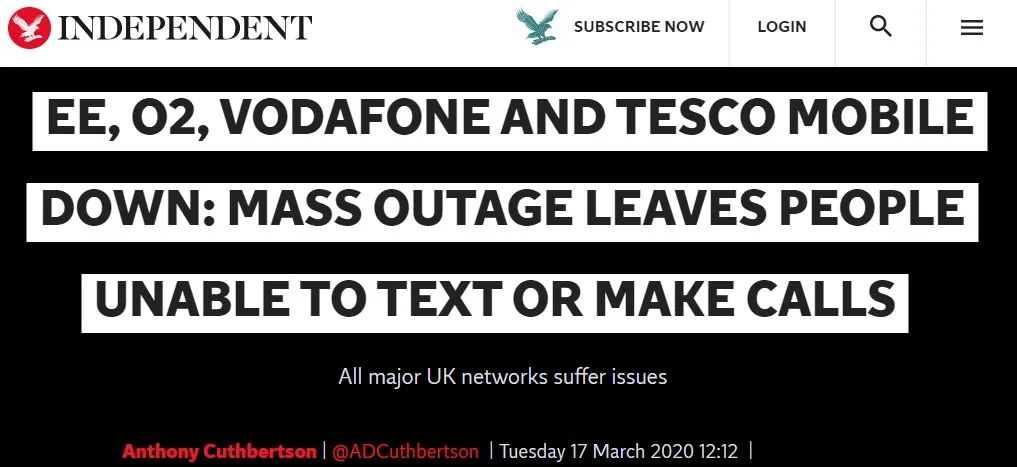 INDEPENDENT
SUBSCRIBE NOW
LOGIN
EE, O2, VODAFONE AND TESCO MOBILE
DOWN: MASS OUTAGE LEAVES PEOPLE
UNABLE TO TEXT OR MAKE CALLS
All major UK networks suffer issues
Anthony Cuthbertson | @ADCuthbertson | Tuesday 17 March 2020 12:12 |